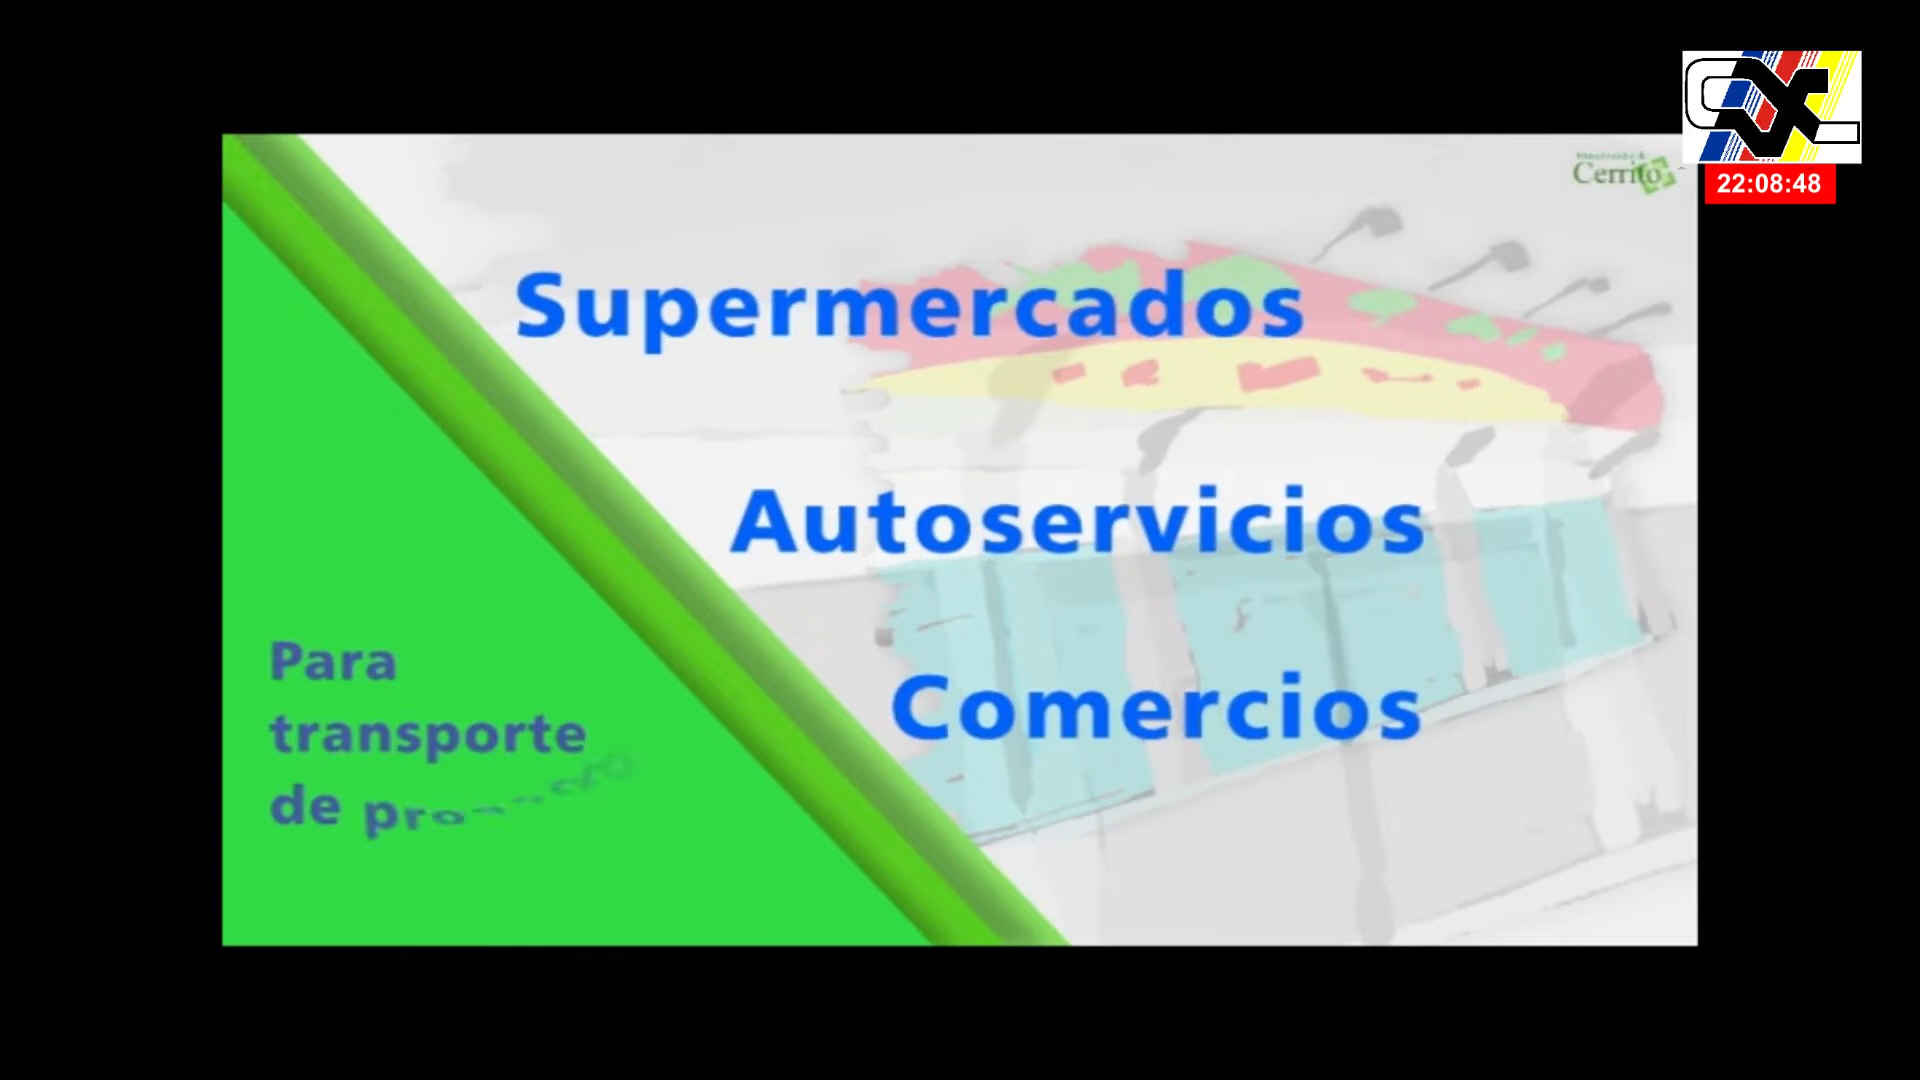 Cerrito
22:08:48
Supermercados
Autoservicios
Comercios
Para
transporte
de